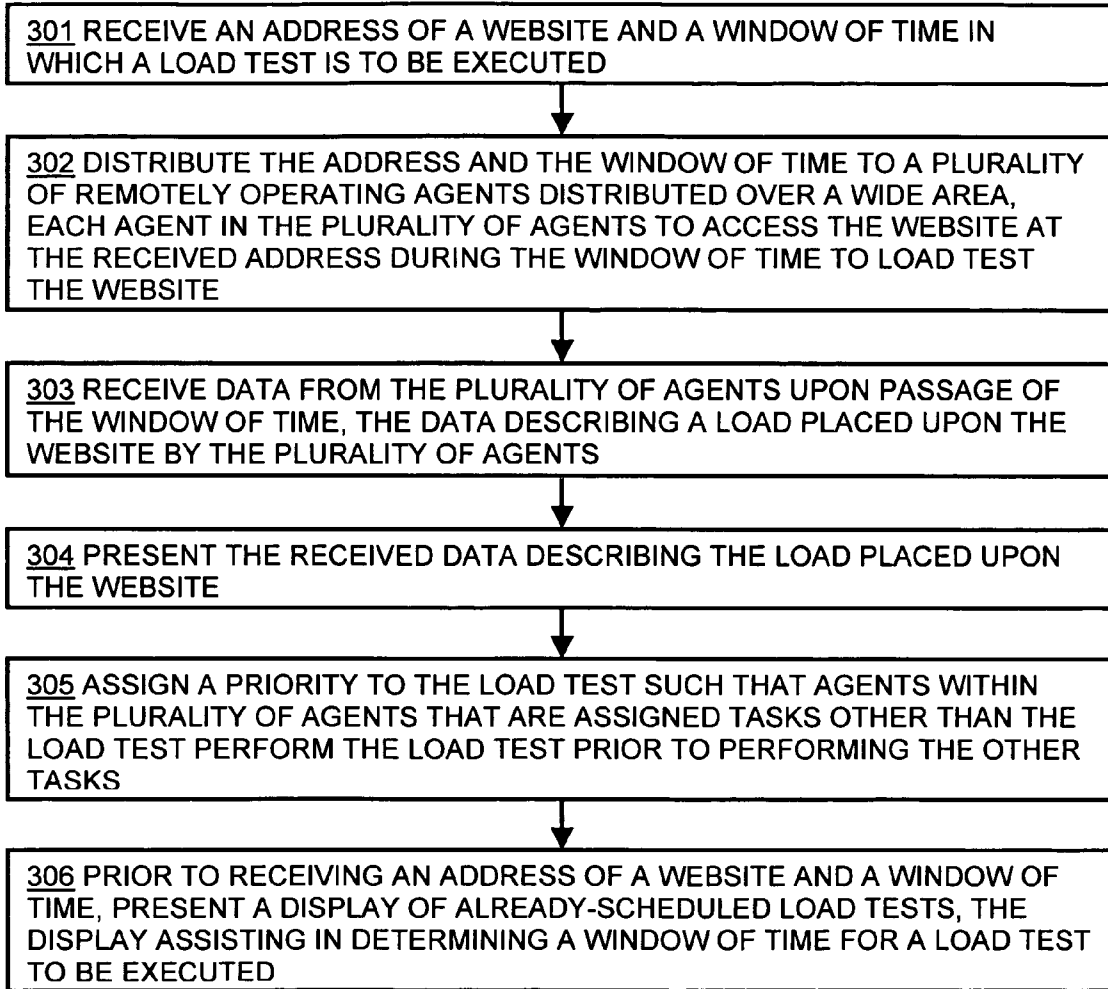 301 RECEIVE AN ADDRESS OF A WEBSITE AND A WINDOW OF TIME IN
WHICH A LOAD TEST IS TO BE EXECUTED
302 DISTRIBUTE THE ADDRESS AND THE WINDOW OF TIME TO A PLURALITY
OF REMOTELY OPERATING AGENTS DISTRIBUTED OVER A WIDE AREA,
EACH AGENT IN THE PLURALITY OF AGENTS TO ACCESS THE WEBSITE AT
THE RECEIVED ADDRESS DURING THE WINDOW OF TIME TO LOAD TEST
THE WEBSITE
303 RECEIVE DATA FROM THE PLURALITY OF AGENTS UPON PASSAGE OF
THE WINDOW OF TIME, THE DATA DESCRIBING A LOAD PLACED UPON THE
WEBSITE BY THE PLURALITY OF AGENTS
304 PRESENT THE RECEIVED DATA DESCRIBING THE LOAD PLACED UPON
THE WEBSITE
305 ASSIGN A PRIORITY TO THE LOAD TEST SUCH THAT AGENTS WITHIN
THE PLURALITY OF AGENTS THAT ARE ASSIGNED TASKS OTHER THAN THE
LOAD TEST PERFORM THE LOAD TEST PRIOR TO PERFORMING THE OTHER
TASKS
306 PRIOR TO RECEIVING AN ADDRESS OF A WEBSITE AND A WINDOW OF
TIME, PRESENT A DISPLAY OF ALREADY-SCHEDULED LOAD TESTS, THE
DISPLAY ASSISTING IN DETERMINING A WINDOW OF TIME FOR A LOAD TEST
TO BE EXECUTED